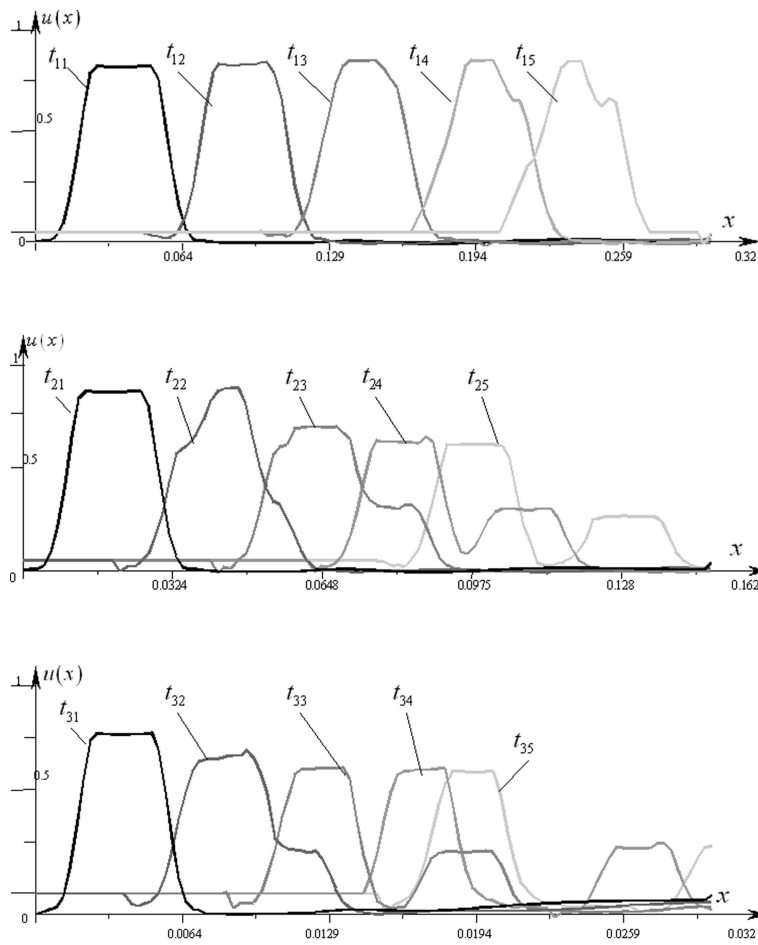 1 u(x)
t₁₁ t₁₂ t₁₃ t₁₄ t₁₅
0.5
x
0 0.064 0.129 0.194 0.259 0.32
1 u(x)
t₂₁ t₂₂ t₂₃ t₂₄ t₂₅
0.5
x
0 0.0324 0.0648 0.0975 0.128 0.162
1 u(x)
t₃₁ t₃₂ t₃₃ t₃₄ t₃₅
0.5
x
0 0.0064 0.0129 0.0194 0.0259 0.032